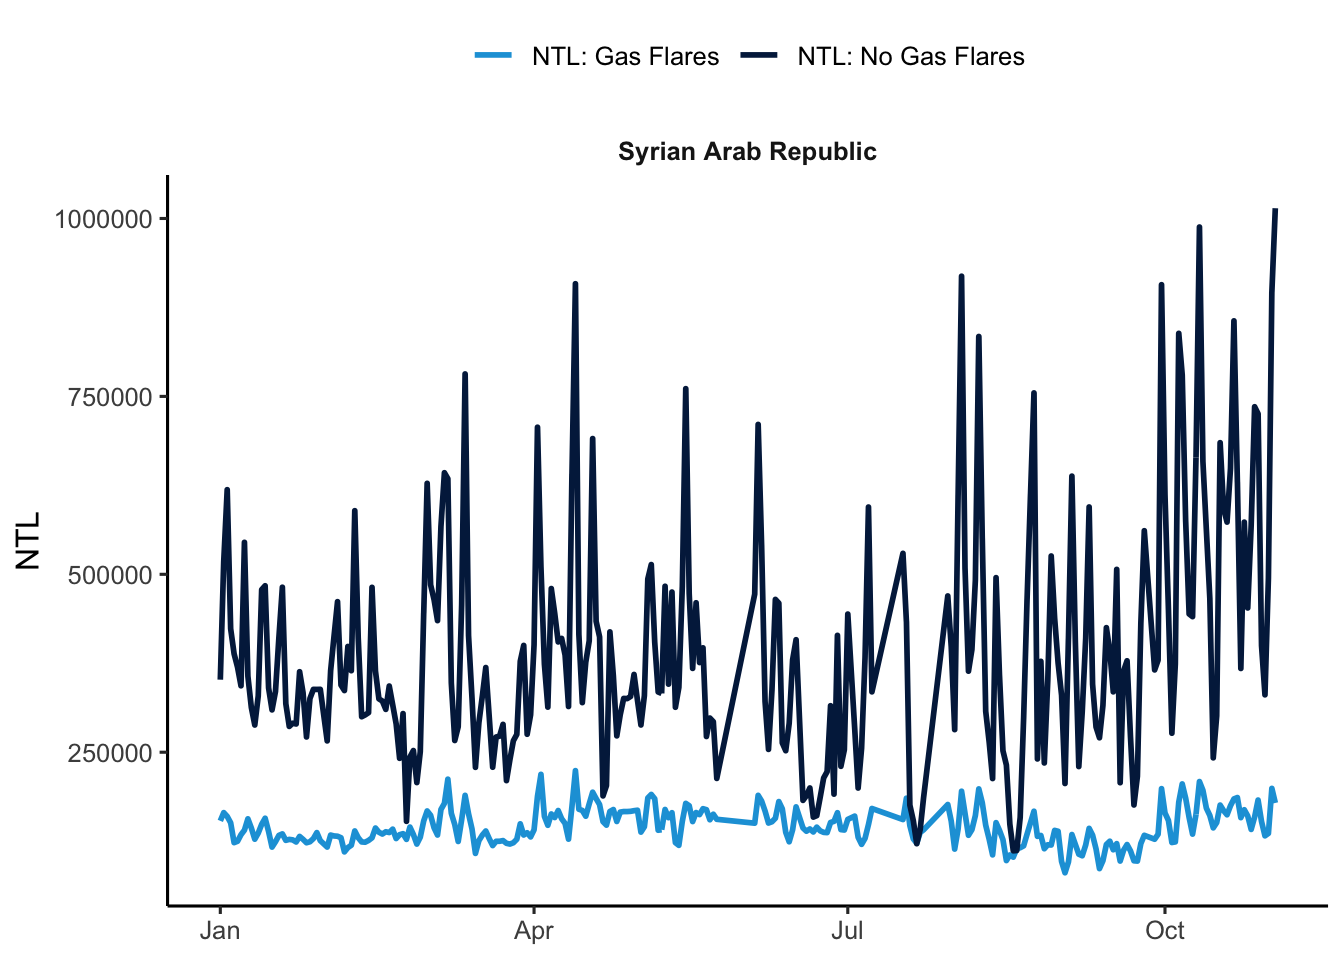 NTL: Gas Flares NTL: No Gas Flares
Syrian Arab Republic
1000000
750000
500000
250000
NTL
Jan Apr Jul Oct